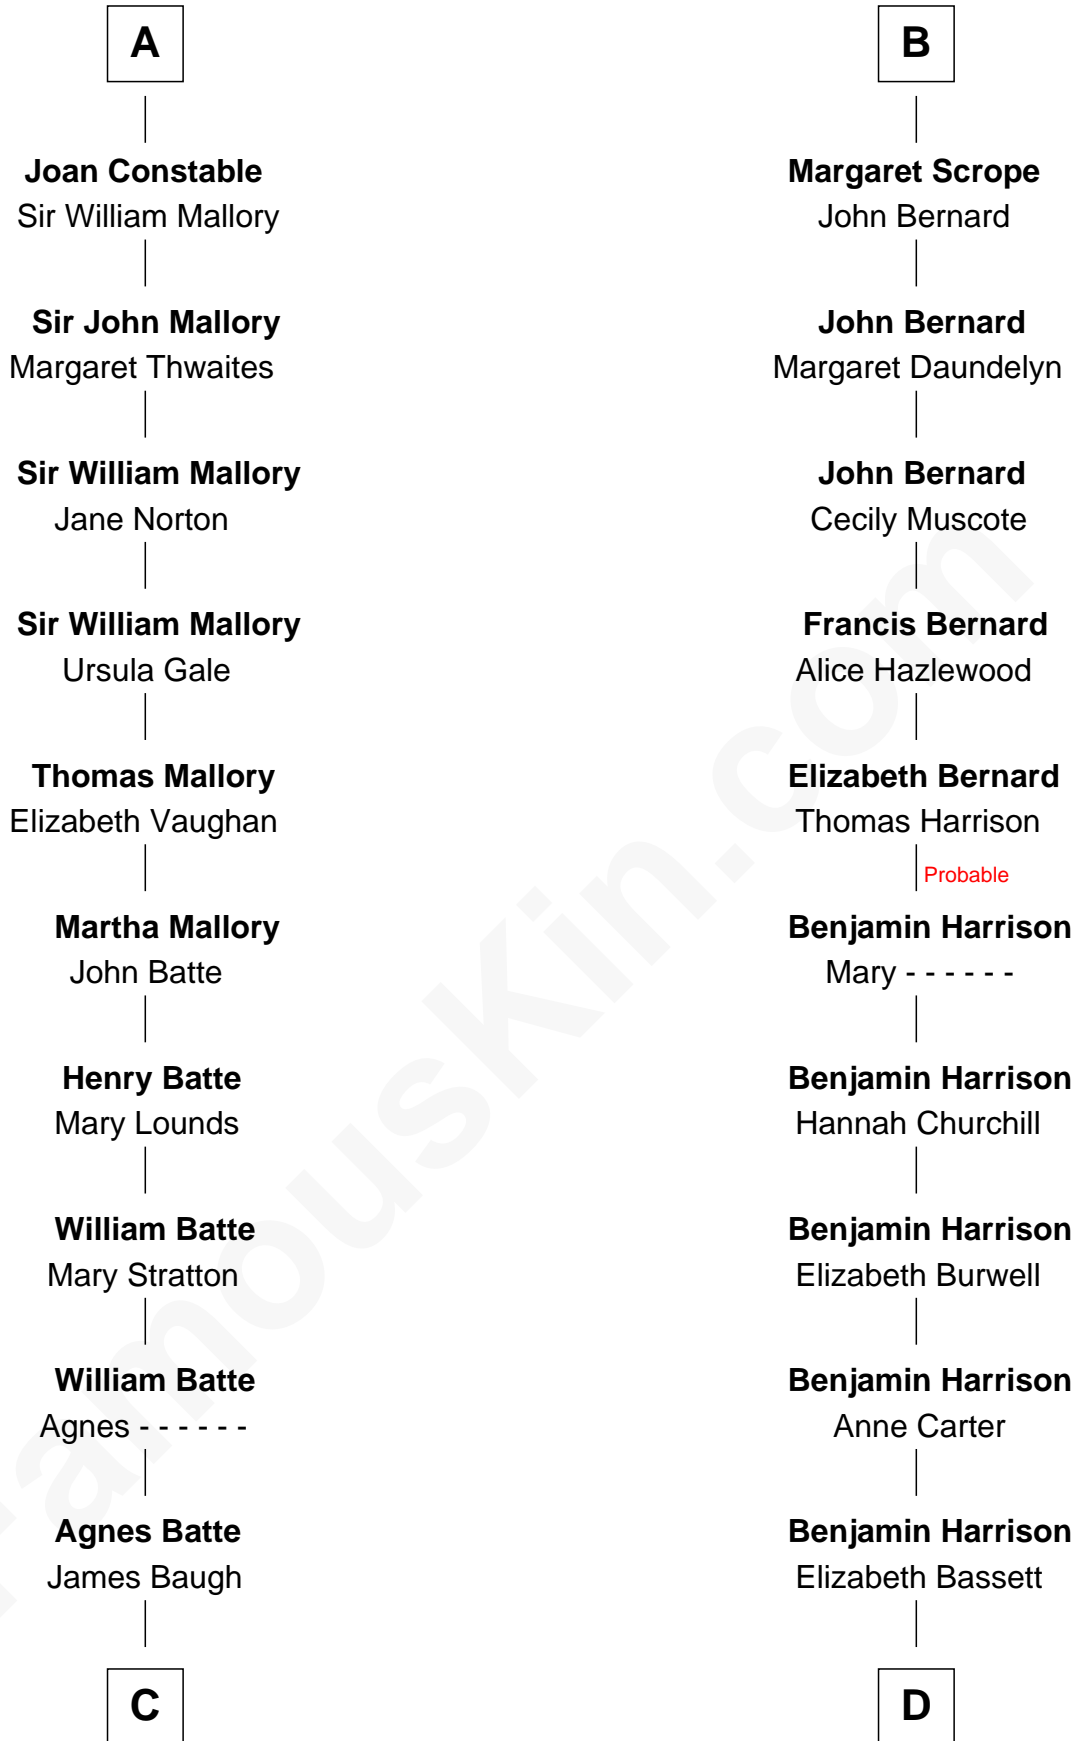 A
Joan Constable
Sir William Mallory
Sir John Mallory
Margaret Thwaites
Sir William Mallory
Jane Norton
Sir William Mallory
Ursula Gale
Thomas Mallory
Elizabeth Vaughan
Martha Mallory
John Batte
Henry Batte
Mary Lounds
William Batte
Mary Stratton
William Batte
Agnes - - - - - -
Agnes Batte
James Baugh
C
B
Margaret Scrope
John Bernard
John Bernard
Margaret Daundelyn
John Bernard
Cecily Muscote
Francis Bernard
Alice Hazlewood
Elizabeth Bernard
Thomas Harrison
Probable
Benjamin Harrison
Mary - - - - - -
Benjamin Harrison
Hannah Churchill
Benjamin Harrison
Elizabeth Burwell
Benjamin Harrison
Anne Carter
Benjamin Harrison
Elizabeth Bassett
D
FamousKin.com